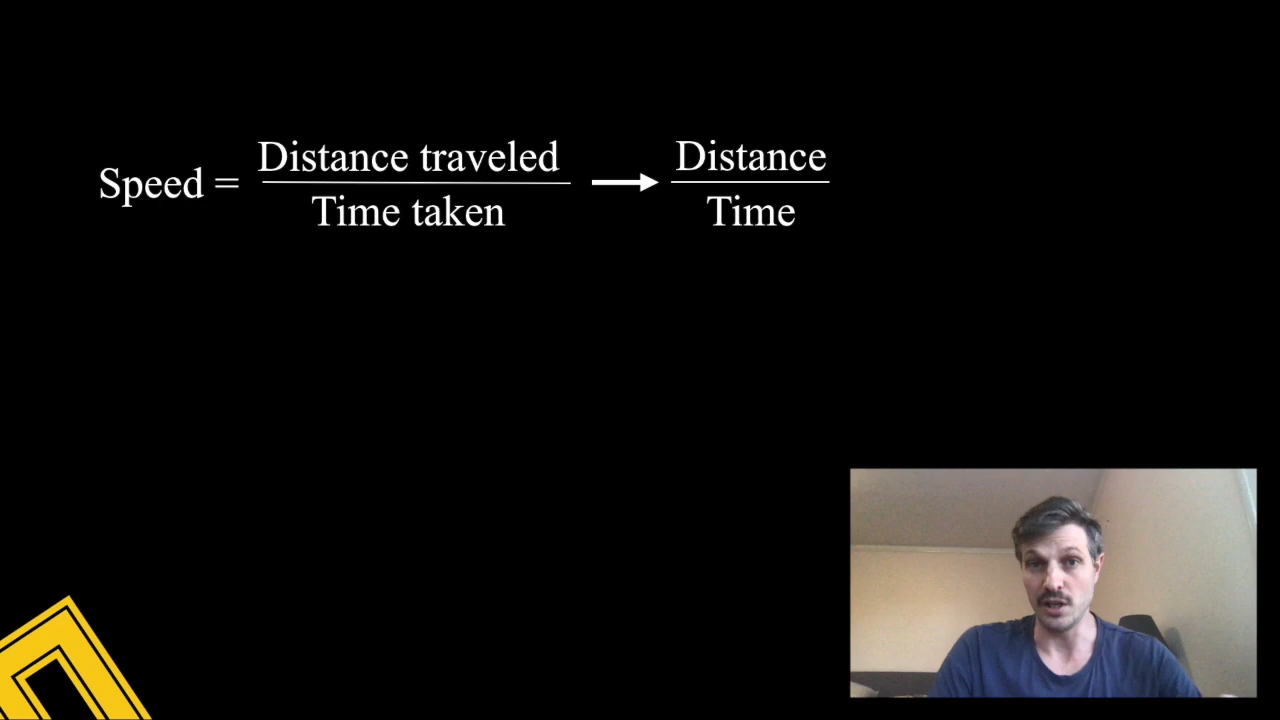 Speed = Distance traveled / Time taken → Distance / Time